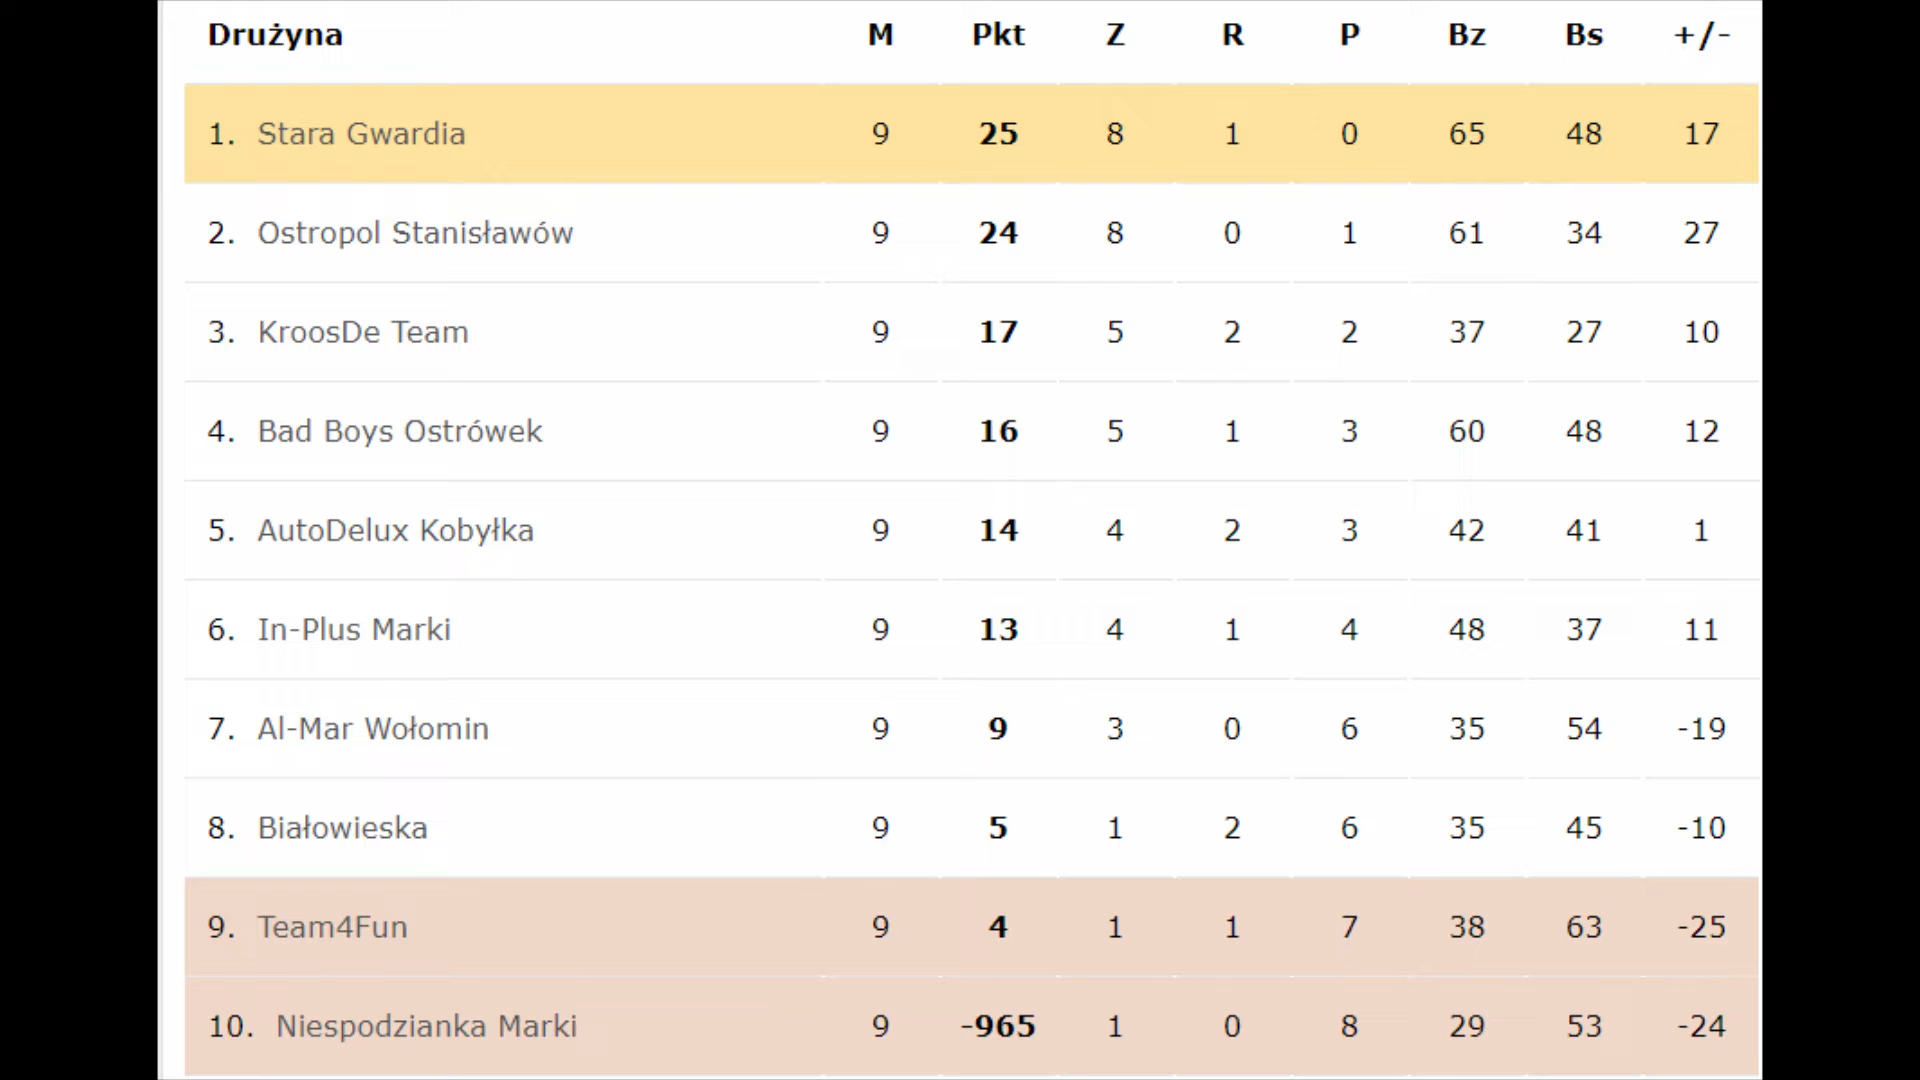 Drużyna M Pkt Z R P Bz Bs +/-
1. Stara Gwardia 9 25 8 1 0 65 48 17
2. Ostropol Stanisławów 9 24 8 0 1 61 34 27
3. KroosDe Team 9 17 5 2 2 37 27 10
4. Bad Boys Ostrówek 9 16 5 1 3 60 48 12
5. AutoDelux Kobyłka 9 14 4 2 3 42 41 1
6. In-Plus Marki 9 13 4 1 4 48 37 11
7. Al-Mar Wołomin 9 9 3 0 6 35 54 -19
8. Białowieska 9 5 1 2 6 35 45 -10
9. Team4Fun 9 4 1 1 7 38 63 -25
10. Niespodzianka Marki 9 -965 1 0 8 29 53 -24